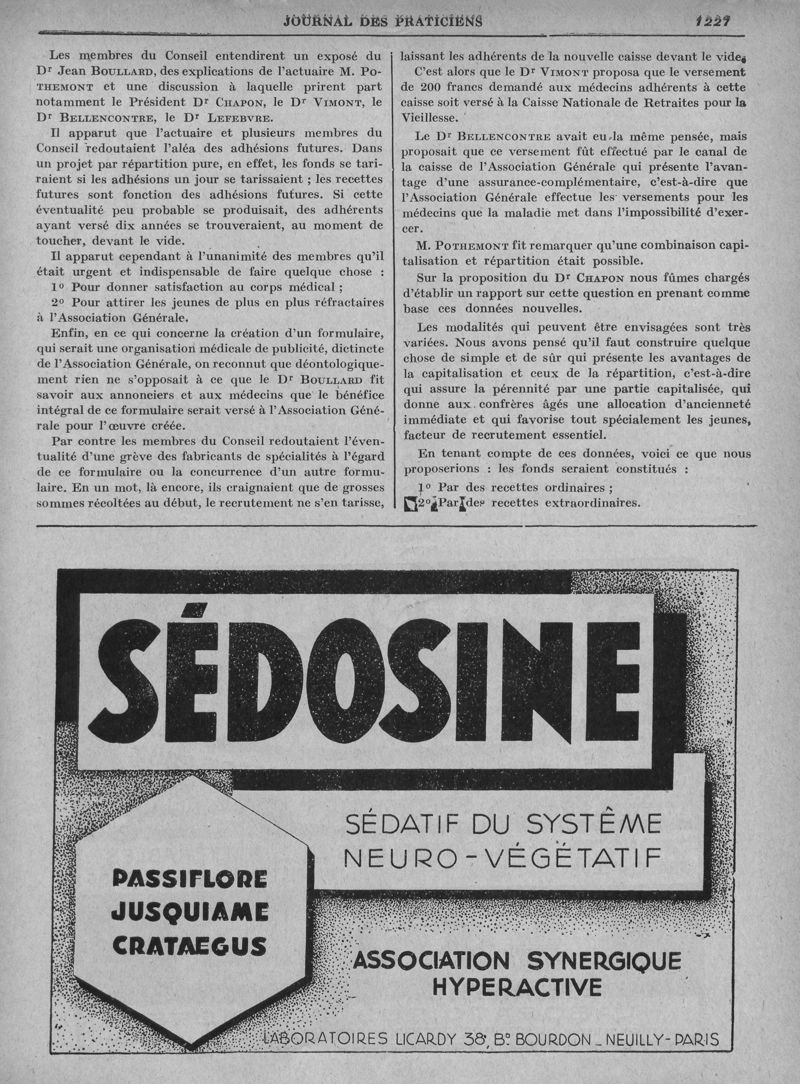 JOURNAL DES PRATICIENS 1227
Les membres du Conseil entendirent un exposé du
Dr Jean BOULLARD, des explications de l'actuaire M. PO-
THEMONT et une discussion à laquelle prirent part
notamment le Président Dr CHAPON, le Dr VIMONT, le
Dr BELLENCONTRE, le Dr LEFEBVRE.
Il apparut que l'actuaire et plusieurs membres du
Conseil redoutaient l'aléa des adhésions futures. Dans
un projet par répartition pure, en effet, les fonds se tari-
raient si les adhésions un jour se tarissaient ; les recettes
futures sont fonction des adhésions futures. Si cette
éventualité peu probable se produisait, des adhérents
ayant versé dix années se trouveraient, au moment de
toucher, devant le vide.
Il apparut cependant à l'unanimité des membres qu'il
était urgent et indispensable de faire quelque chose :
1o Pour donner satisfaction au corps médical ;
2o Pour attirer les jeunes de plus en plus réfractaires
à l'Association Générale.
Enfin, en ce qui concerne la création d'un formulaire,
qui serait une organisation médicale de publicité, dictincte
de l'Association Générale, on reconnut que déontologique-
ment rien ne s'opposait à ce que le Dr BOULLARD fit
savoir aux annonciers et aux médecins que le bénéfice
intégral de ce formulaire serait versé à l'Association Géné-
rale pour l'œuvre créée.
Par contre les membres du Conseil redoutaient l'éven-
tualité d'une grève des fabricants de spécialités à l'égard
de ce formulaire ou la concurrence d'un autre formu-
laire. En un mot, là encore, ils craignaient que de grosses
sommes récoltées au début, le recrutement ne s'en tarisse,
laissant les adhérents de la nouvelle caisse devant le vide.
C'est alors que le Dr VIMONT proposa que le versement
de 200 francs demandé aux médecins adhérents à cette
caisse soit versé à la Caisse Nationale de Retraites pour la
Vieillesse.
Le Dr BELLENCONTRE avait eu la même pensée, mais
proposait que ce versement fût effectué par le canal de
la caisse de l'Association Générale qui présente l'avan-
tage d'une assurance-complémentaire, c'est-à-dire que
l'Association Générale effectue les versements pour les
médecins que la maladie met dans l'impossibilité d'exer-
cer.
M. POTHEMONT fit remarquer qu'une combinaison capi-
talisation et répartition était possible.
Sur la proposition du Dr CHAPON nous fûmes chargés
d'établir un rapport sur cette question en prenant comme
base ces données nouvelles.
Les modalités qui peuvent être envisagées sont très
variées. Nous avons pensé qu'il faut construire quelque
chose de simple et de sûr qui présente les avantages de
la capitalisation et ceux de la répartition, c'est-à-dire
qui assure la pérennité par une partie capitalisée, qui
donne aux confrères âgés une allocation d'ancienneté
immédiate et qui favorise tout spécialement les jeunes,
facteur de recrutement essentiel.
En tenant compte de ces données, voici ce que nous
proposerions : les fonds seraient constitués :
1o Par des recettes ordinaires ;
2o Par des recettes extraordinaires.
SÉDOSINE
SÉDATIF DU SYSTÊME
NEURO-VÉGÉTATIF
PASSIFLORE
JUSQUIAME
CRATAEGUS
ASSOCIATION SYNERGIQUE
HYPERACTIVE
LABORATOIRES LICARDY 38, Bd BOURDON - NEUILLY-PARIS